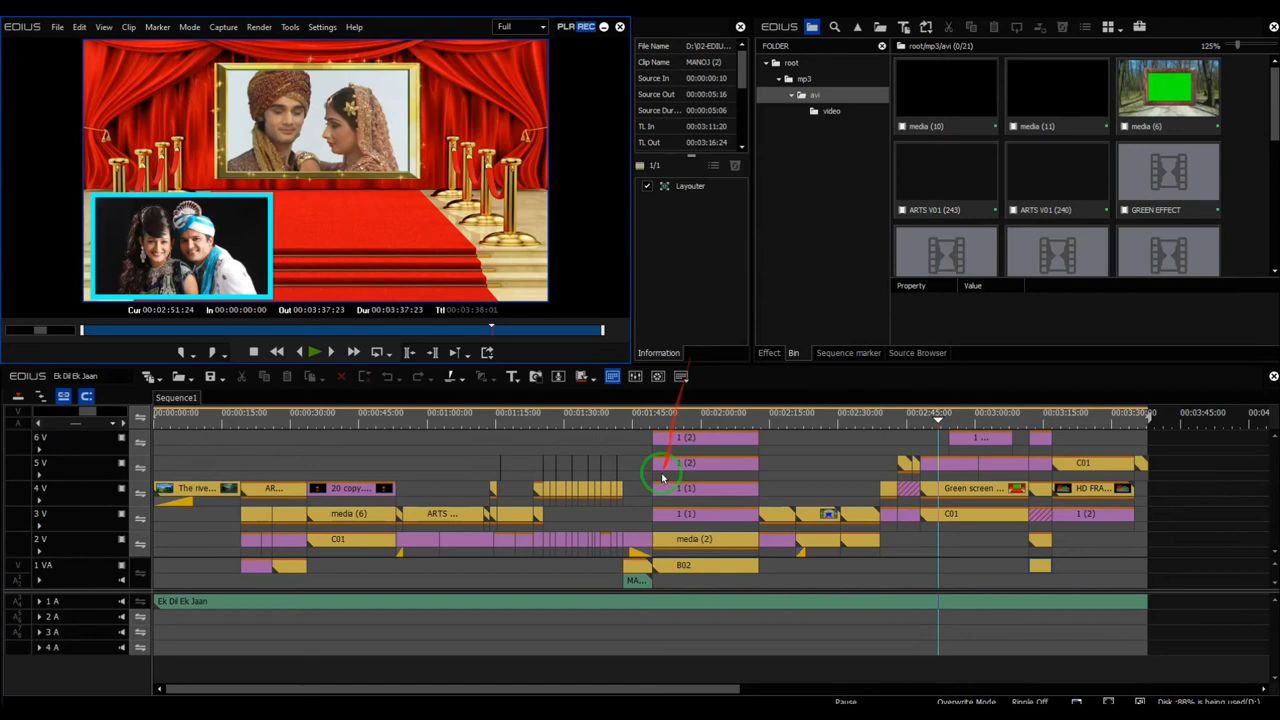 EDIUS File Edit View Clip Marker Mode Capture Render Tools Settings Help Full PLR REC
EDIUS
File Name D:\02-EDIU...
Clip Name MANOJ (2)
Source In 00:00:00:10
Source Out 00:00:05:16
Source Dur... 00:00:05:06
TL In 00:03:11:20
TL Out 00:03:16:24
1/1
Layouter
Information
FOLDER
root
mp3
avi
video
root/mp3/avi (0/21) 125%
media (10) media (11) media (6)
ARTS V01 (243) ARTS V01 (240) GREEN EFFECT
Property Value
Effect Bin Sequence marker Source Browser
Cur 00:02:51:24 In 00:00:00:00 Out 00:03:37:23 Dur 00:03:37:23 Ttl 00:03:38:01
EDIUS Ek Dil Ek Jaan
Sequence1
00:00:00:00 00:00:15:00 00:00:30:00 00:00:45:00 00:01:00:00 00:01:15:00 00:01:30:00 00:01:45:00 00:02:00:00 00:02:15:00 00:02:30:00 00:02:45:00 00:03:00:00 00:03:15:00 00:03:30:00 00:03:45:00 00:04
V
A
6 V 1 (2) 1 ...
5 V 1 (2) C01
4 V The rive... 20 copy.... 1 (1) Green screen ... HD FRA...
3 V AR... media (6) ARTS ... 1 (1) C01 1 (2)
2 V C01 media (2)
V 1 VA B02
MA...
1 A Ek Dil Ek Jaan
2 A
3 A
4 A
Pause Overwrite Mode Ripple Off Disk :88% is being used(D:)